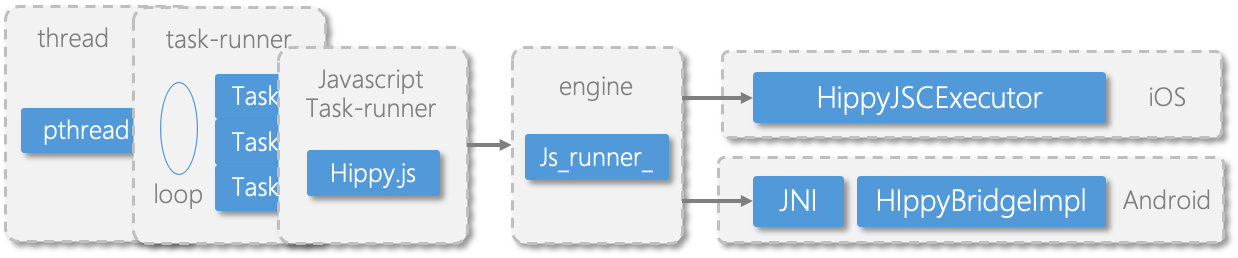 thread
pthread
task-runner
loop
Task
Task
Task
Javascript
Task-runner
Hippy.js
engine
Js_runner_
HippyJSCExecutor
iOS
JNI
HIppyBridgeImpl
Android